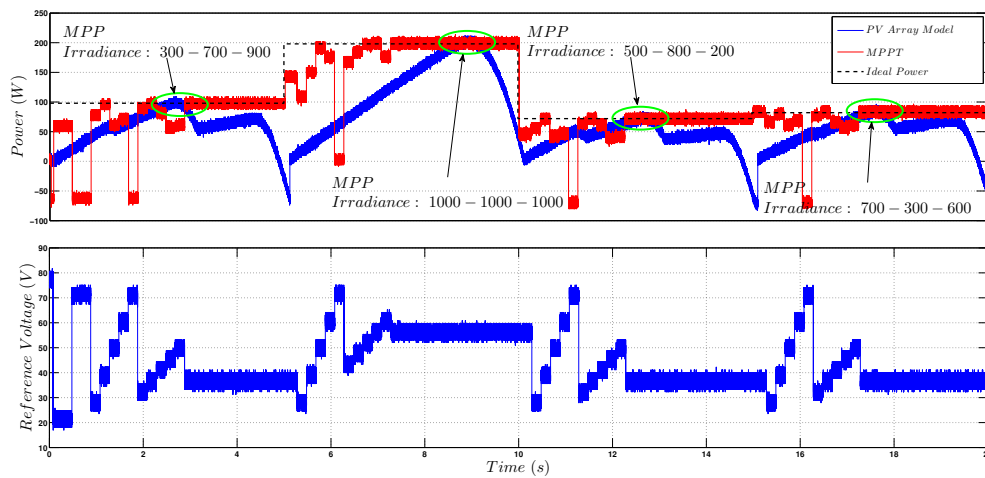 250
200
150
100
50
0
−50
−100
Power (W)
MPP
Irradiance : 300 − 700 − 900
MPP
Irradiance : 500 − 800 − 200
PV Array Model
MPPT
Ideal Power
MPP
Irradiance : 1000 − 1000 − 1000
MPP
Irradiance : 700 − 300 − 600
90
80
70
60
50
40
30
20
10
Reference Voltage (V)
0 2 4 6 8 10 12 14 16 18 20
Time (s)